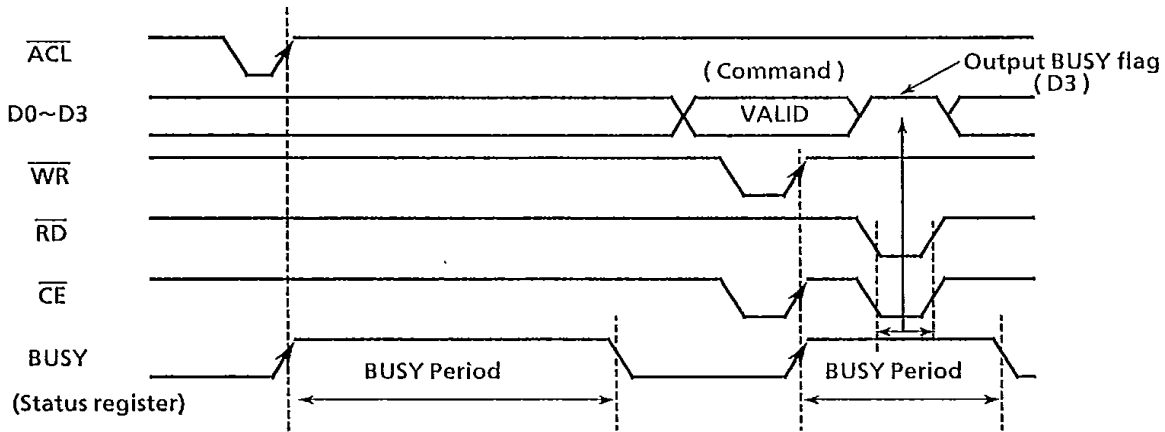 ACL
( Command )
Output BUSY flag
( D3 )
D0~D3
VALID
WR
RD
CE
BUSY
BUSY Period
BUSY Period
(Status register)